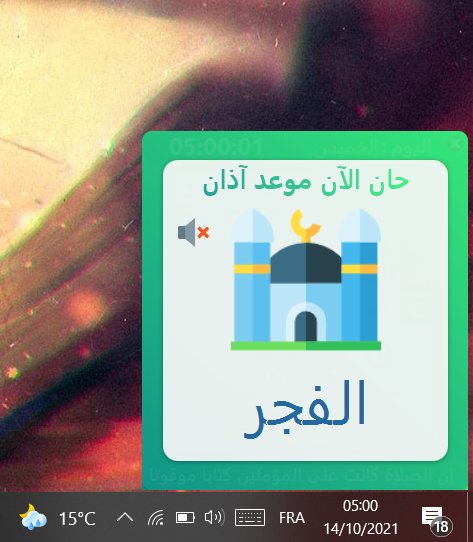 اليوم :الخميس 05:00:01
حان الآن موعد آذان
الفجر
ان الصلاة كانت على المؤمنين كتابا موقوتا
15°C FRA 05:00
14/10/2021
18